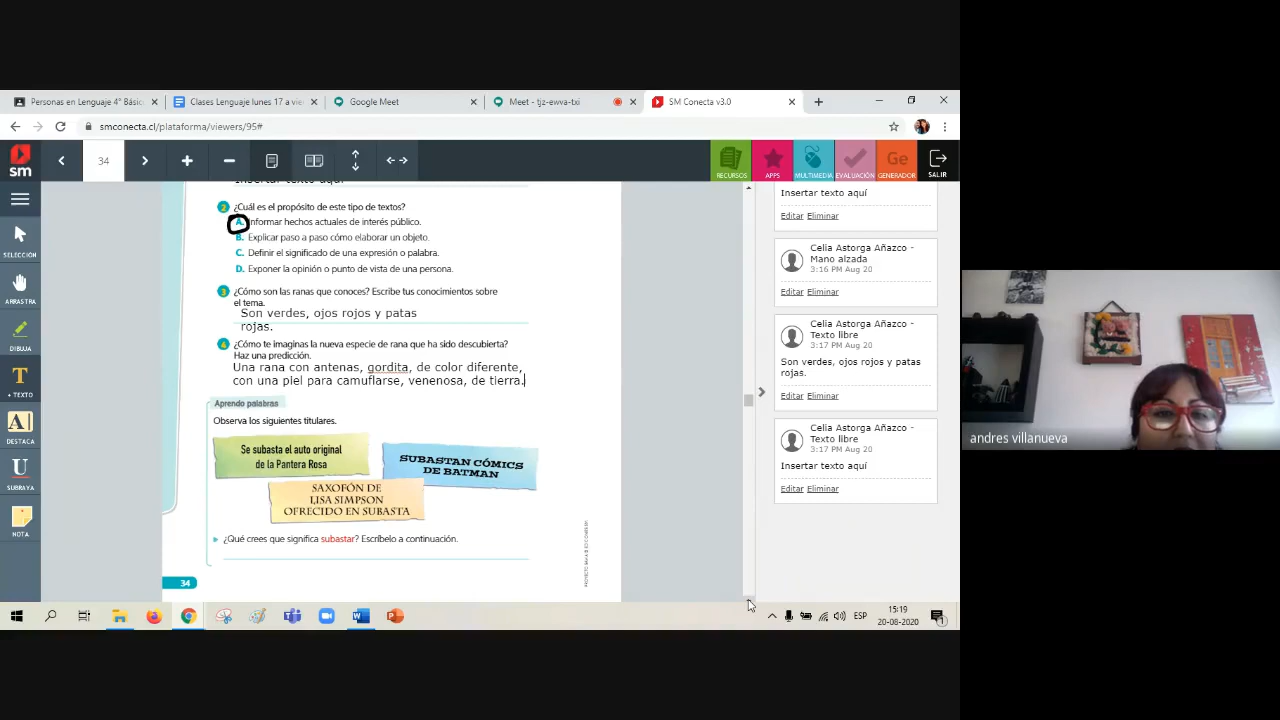 Personas en Lenguaje 4° Básic
Clases Lenguaje lunes 17 a vie
Google Meet
Meet - tjz-ewva-txi
SM Conecta v3.0
smconecta.cl/plataforma/viewers/95#
sm
34
RECURSOS
APPS
MULTIMEDIA
EVALUACIÓN
Ge
GENERADOR
SALIR
SELECCIÓN
ARRASTRA
DIBUJA
T
+ TEXTO
A
DESTACA
U
SUBRAYA
NOTA
Insertar texto aquí
2 ¿Cuál es el propósito de este tipo de textos?
A. Informar hechos actuales de interés público.
B. Explicar paso a paso cómo elaborar un objeto.
C. Definir el significado de una expresión o palabra.
D. Exponer la opinión o punto de vista de una persona.
3 ¿Cómo son las ranas que conoces? Escribe tus conocimientos sobre
el tema.
Son verdes, ojos rojos y patas
rojas.
4 ¿Cómo te imaginas la nueva especie de rana que ha sido descubierta?
Haz una predicción.
Una rana con antenas, gordita, de color diferente,
con una piel para camuflarse, venenosa, de tierra.
Aprendo palabras
Observa los siguientes titulares.
Se subasta el auto original
de la Pantera Rosa
SUBASTAN CÓMICS
DE BATMAN
SAXOFÓN DE
LISA SIMPSON
OFRECIDO EN SUBASTA
¿Qué crees que significa subastar? Escríbelo a continuación.
34
Insertar texto aquí
Editar Eliminar
Celia Astorga Añazco -
Mano alzada
3:16 PM Aug 20
Editar Eliminar
Celia Astorga Añazco -
Texto libre
3:17 PM Aug 20
Son verdes, ojos rojos y patas
rojas.
Editar Eliminar
Celia Astorga Añazco -
Texto libre
3:17 PM Aug 20
Insertar texto aquí
Editar Eliminar
ESP
15:19
20-08-2020
andres villanueva